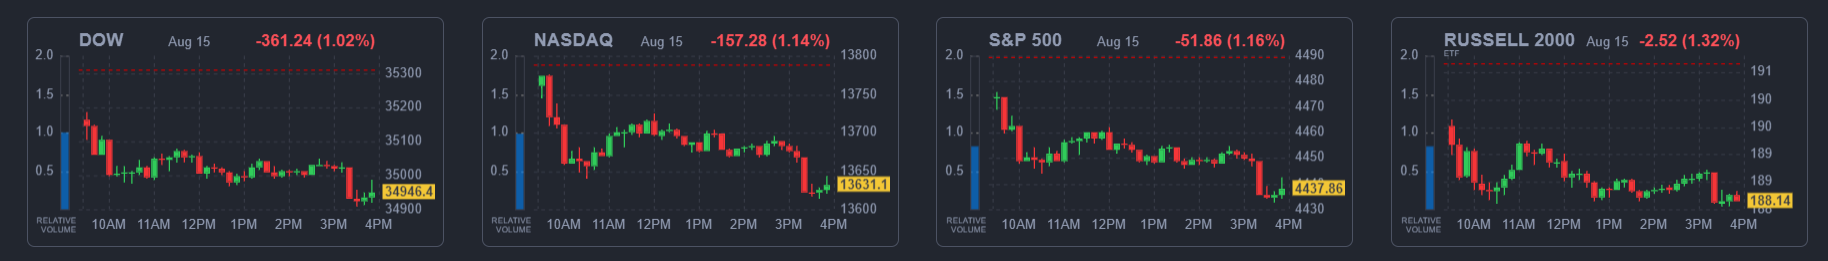 DOW Aug 15 -361.24 (1.02%)
2.0
1.5
1.0
0.5
35300
35200
35100
35000
34946.4
34900
RELATIVE
VOLUME
10AM 11AM 12PM 1PM 2PM 3PM 4PM
NASDAQ Aug 15 -157.28 (1.14%)
2.0
1.5
1.0
0.5
13800
13750
13700
13650
13631.1
13600
RELATIVE
VOLUME
10AM 11AM 12PM 1PM 2PM 3PM 4PM
S&P 500 Aug 15 -51.86 (1.16%)
2.0
1.5
1.0
0.5
4490
4480
4470
4460
4450
4437.86
4430
RELATIVE
VOLUME
10AM 11AM 12PM 1PM 2PM 3PM 4PM
RUSSELL 2000 Aug 15 -2.52 (1.32%)
ETF
2.0
1.5
1.0
0.5
191
190
190
189
189
188.14
188
RELATIVE
VOLUME
10AM 11AM 12PM 1PM 2PM 3PM 4PM